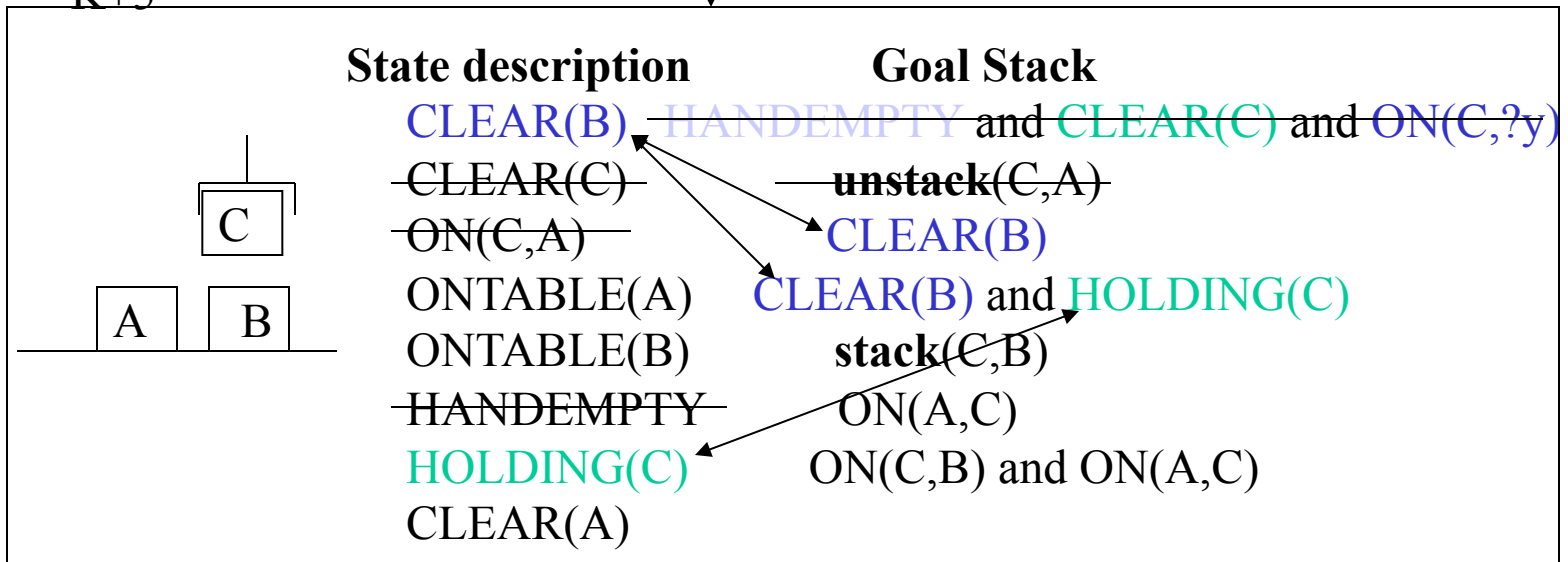 State description Goal Stack
CLEAR(B) HANDEMPTY and CLEAR(C) and ON(C,?y)
CLEAR(C) unstack(C,A)
C ON(C,A) CLEAR(B)
A B ONTABLE(A) CLEAR(B) and HOLDING(C)
ONTABLE(B) stack(C,B)
HANDEMPTY ON(A,C)
HOLDING(C) ON(C,B) and ON(A,C)
CLEAR(A)